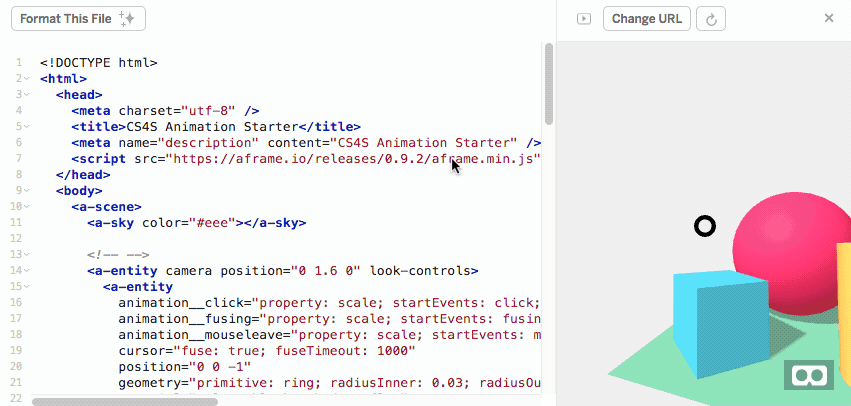 Format This File
Change URL
1 <!DOCTYPE html>
2 <html>
3 <head>
4 <meta charset="utf-8" />
5 <title>CS4S Animation Starter</title>
6 <meta name="description" content="CS4S Animation Starter" />
7 <script src="https://aframe.io/releases/0.9.2/aframe.min.js"
8 </head>
9 <body>
10 <a-scene>
11 <a-sky color="#eee"></a-sky>
12
13 <!-- -->
14 <a-entity camera position="0 1.6 0" look-controls>
15 <a-entity
16 animation__click="property: scale; startEvents: click;
17 animation__fusing="property: scale; startEvents: fusin
18 animation__mouseleave="property: scale; startEvents: m
19 cursor="fuse: true; fuseTimeout: 1000"
20 position="0 0 -1"
21 geometry="primitive: ring; radiusInner: 0.03; radiusOu
22